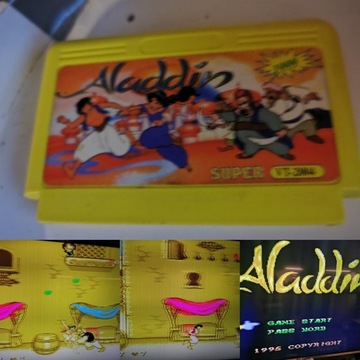 Aladdin
SUPER
Aladdin
GAME START
PASS WORD
1996 COPYRIGHT